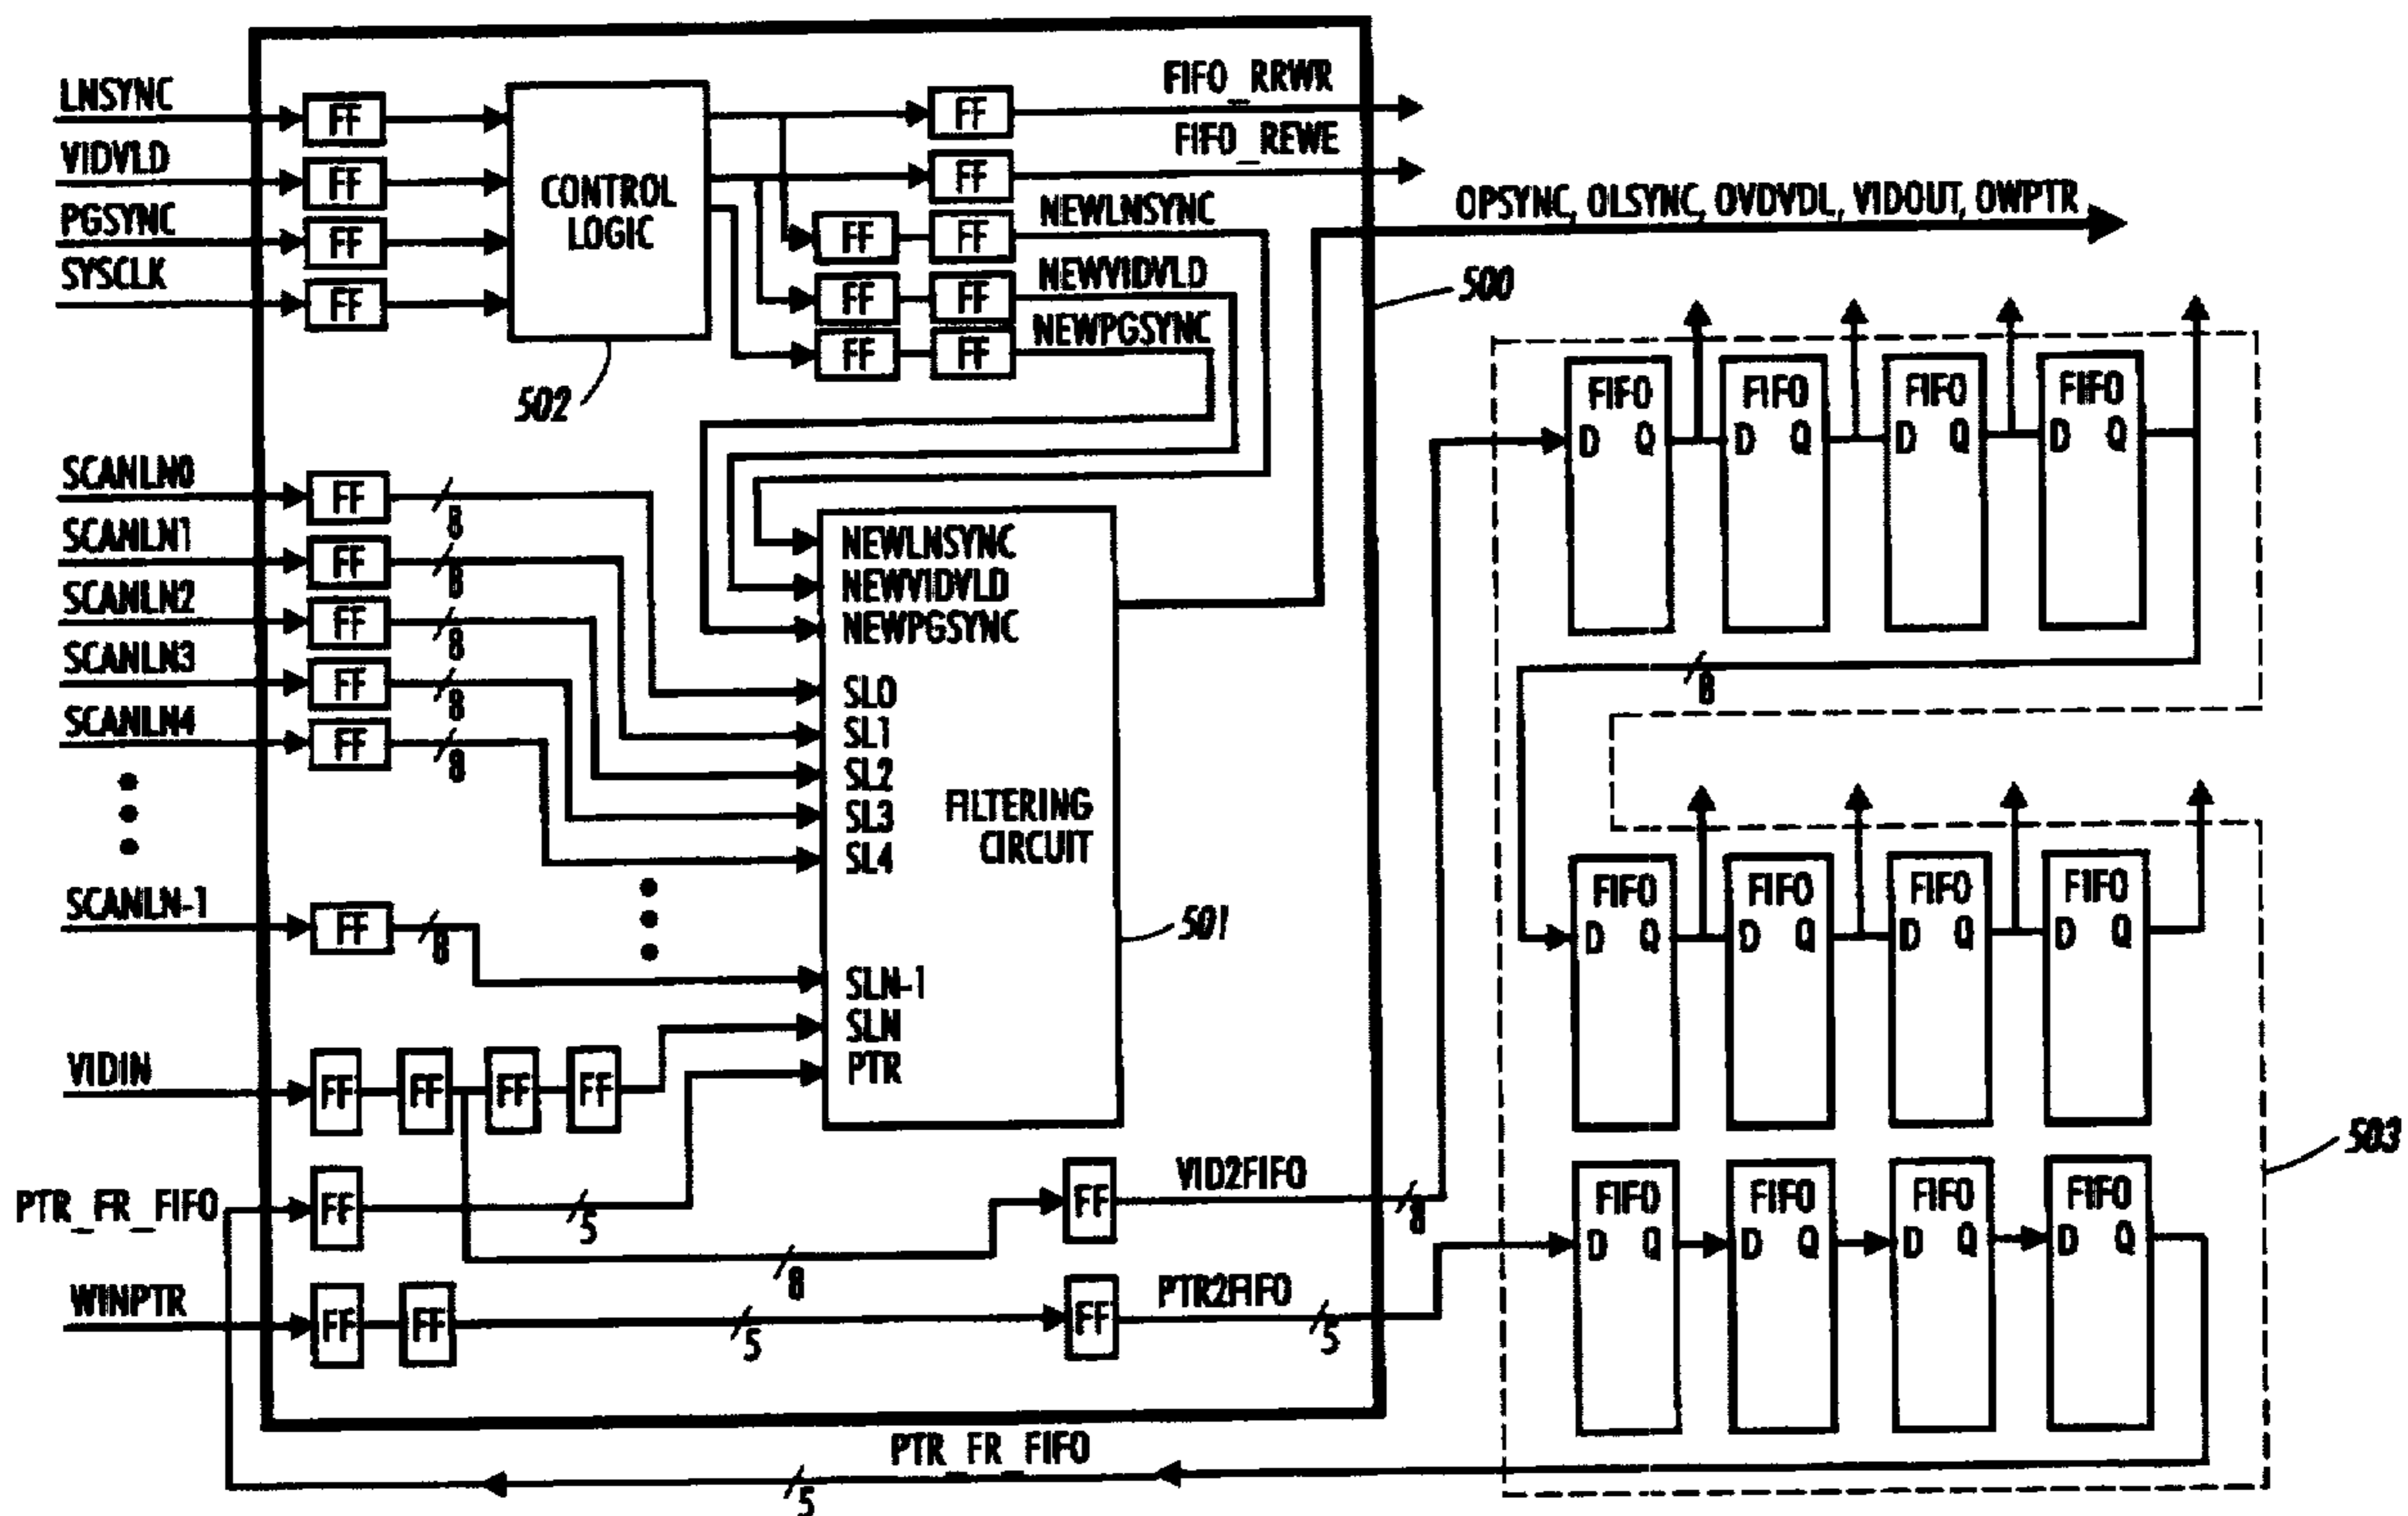 LNSYNC
VIDVLD
PGSYNC
SYSCLK
FF
FF
FF
FF
CONTROL
LOGIC
502
FF
FF
FIFO_RRWR
FIFO_REWE
FF FF NEWLNSYNC
FF FF NEWVIDVLD
FF FF NEWPGSYNC
OPSYNC, OLSYNC, OVDVDL, VIDOUT, OWPTR
500
SCANLN0 FF 8
SCANLN1 FF 8
SCANLN2 FF 8
SCANLN3 FF 8
SCANLN4 FF 8
SCANLN-1 FF 8
NEWLNSYNC
NEWVIDVLD
NEWPGSYNC
SL0
SL1
SL2
SL3
SL4
SLN-1
SLN
PTR
FILTERING
CIRCUIT
501
VIDIN FF FF FF FF
PTR_FR_FIFO FF 5
8
FF VID2FIFO 8
WINPTR FF FF 5
FF PTR2FIFO 5
PTR_FR_FIFO
5
FIFO FIFO FIFO FIFO
D Q D Q D Q D Q
8
FIFO FIFO FIFO FIFO
D Q D Q D Q D Q
503
FIFO FIFO FIFO FIFO
D Q D Q D Q D Q